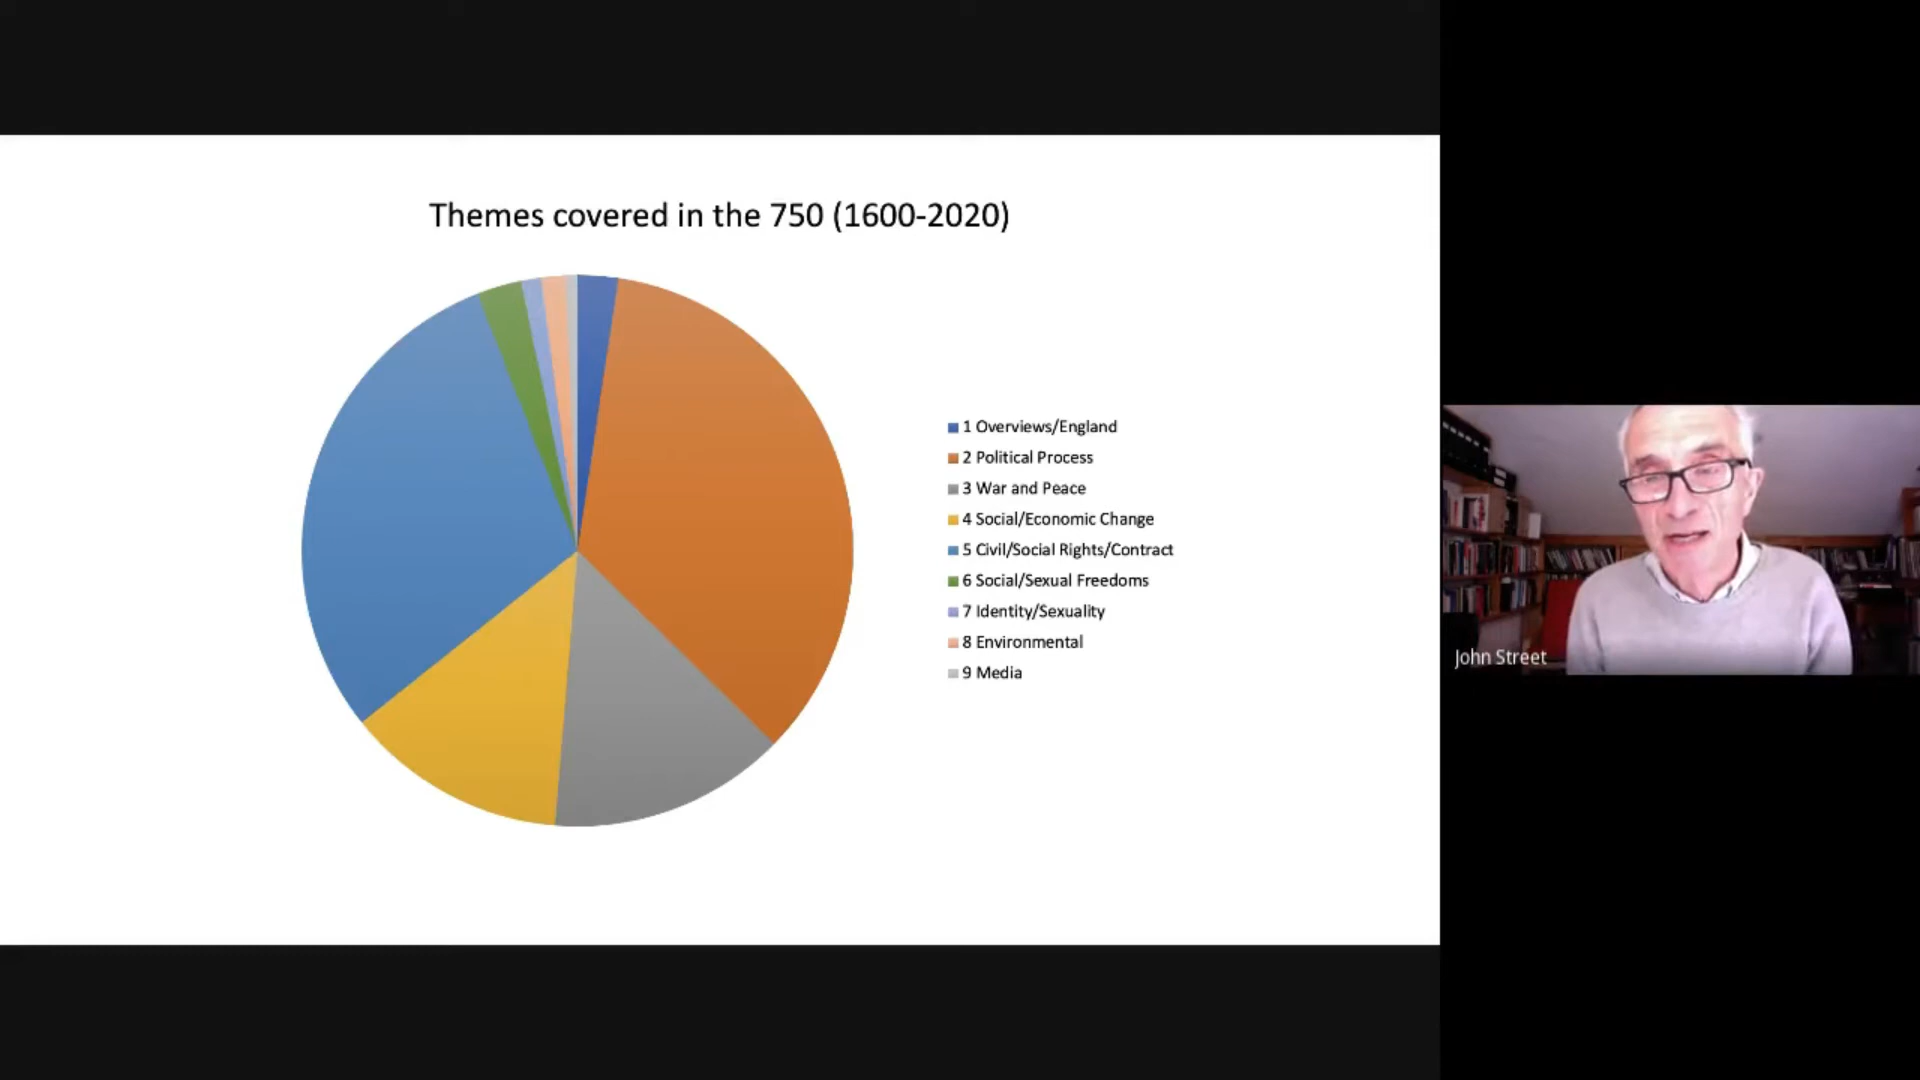 Themes covered in the 750 (1600-2020)
1 Overviews/England
2 Political Process
3 War and Peace
4 Social/Economic Change
5 Civil/Social Rights/Contract
6 Social/Sexual Freedoms
7 Identity/Sexuality
8 Environmental
9 Media
John Street